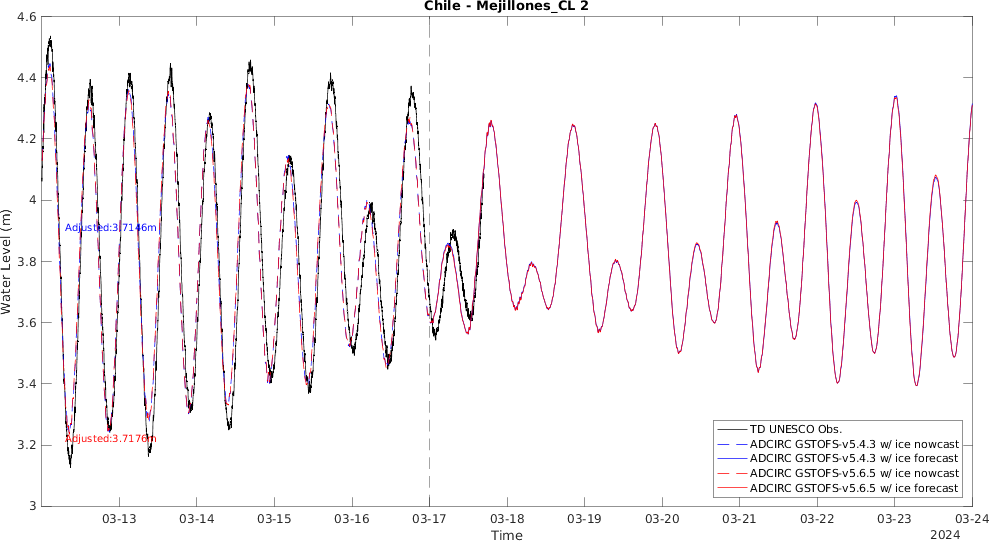 Chile - Mejillones_CL 2
4.6
4.4
4.2
4
3.8
3.6
3.4
3.2
3
Water Level (m)
Adjusted:3.7146m
Adjusted:3.7176m
TD UNESCO Obs.
ADCIRC GSTOFS-v5.4.3 w/ ice nowcast
ADCIRC GSTOFS-v5.4.3 w/ ice forecast
ADCIRC GSTOFS-v5.6.5 w/ ice nowcast
ADCIRC GSTOFS-v5.6.5 w/ ice forecast
03-13 03-14 03-15 03-16 03-17 03-18 03-19 03-20 03-21 03-22 03-23 03-24
Time
2024